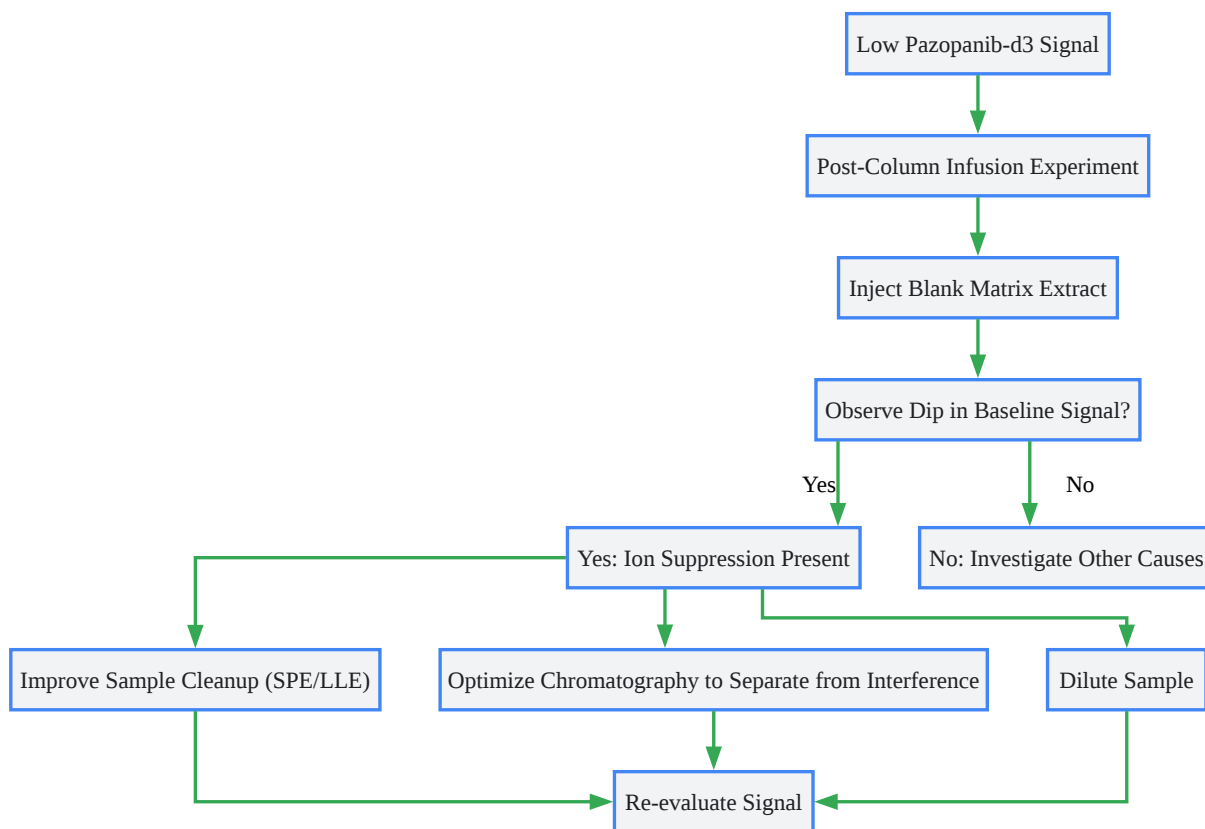 Low Pazopanib-d3 Signal
Post-Column Infusion Experiment
Inject Blank Matrix Extract
Observe Dip in Baseline Signal?
Yes
No
Yes: Ion Suppression Present
No: Investigate Other Causes
Improve Sample Cleanup (SPE/LLE)
Optimize Chromatography to Separate from Interference
Dilute Sample
Re-evaluate Signal